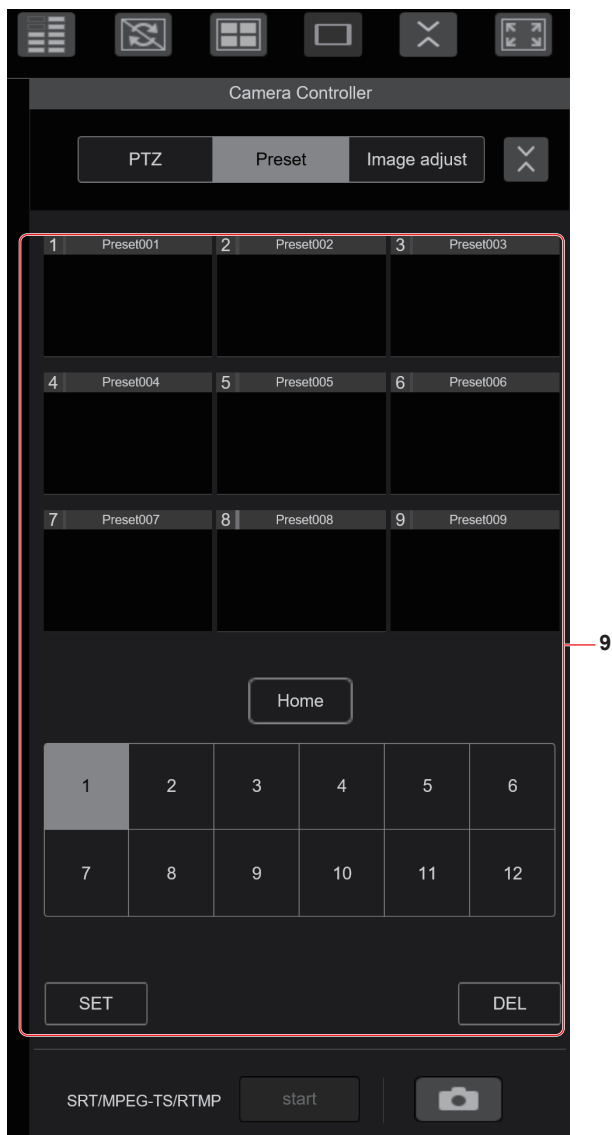 Camera Controller
PTZ Preset Image adjust
1 Preset001 2 Preset002 3 Preset003
4 Preset004 5 Preset005 6 Preset006
7 Preset007 8 Preset008 9 Preset009
9
Home
1 2 3 4 5 6
7 8 9 10 11 12
SET DEL
SRT/MPEG-TS/RTMP start